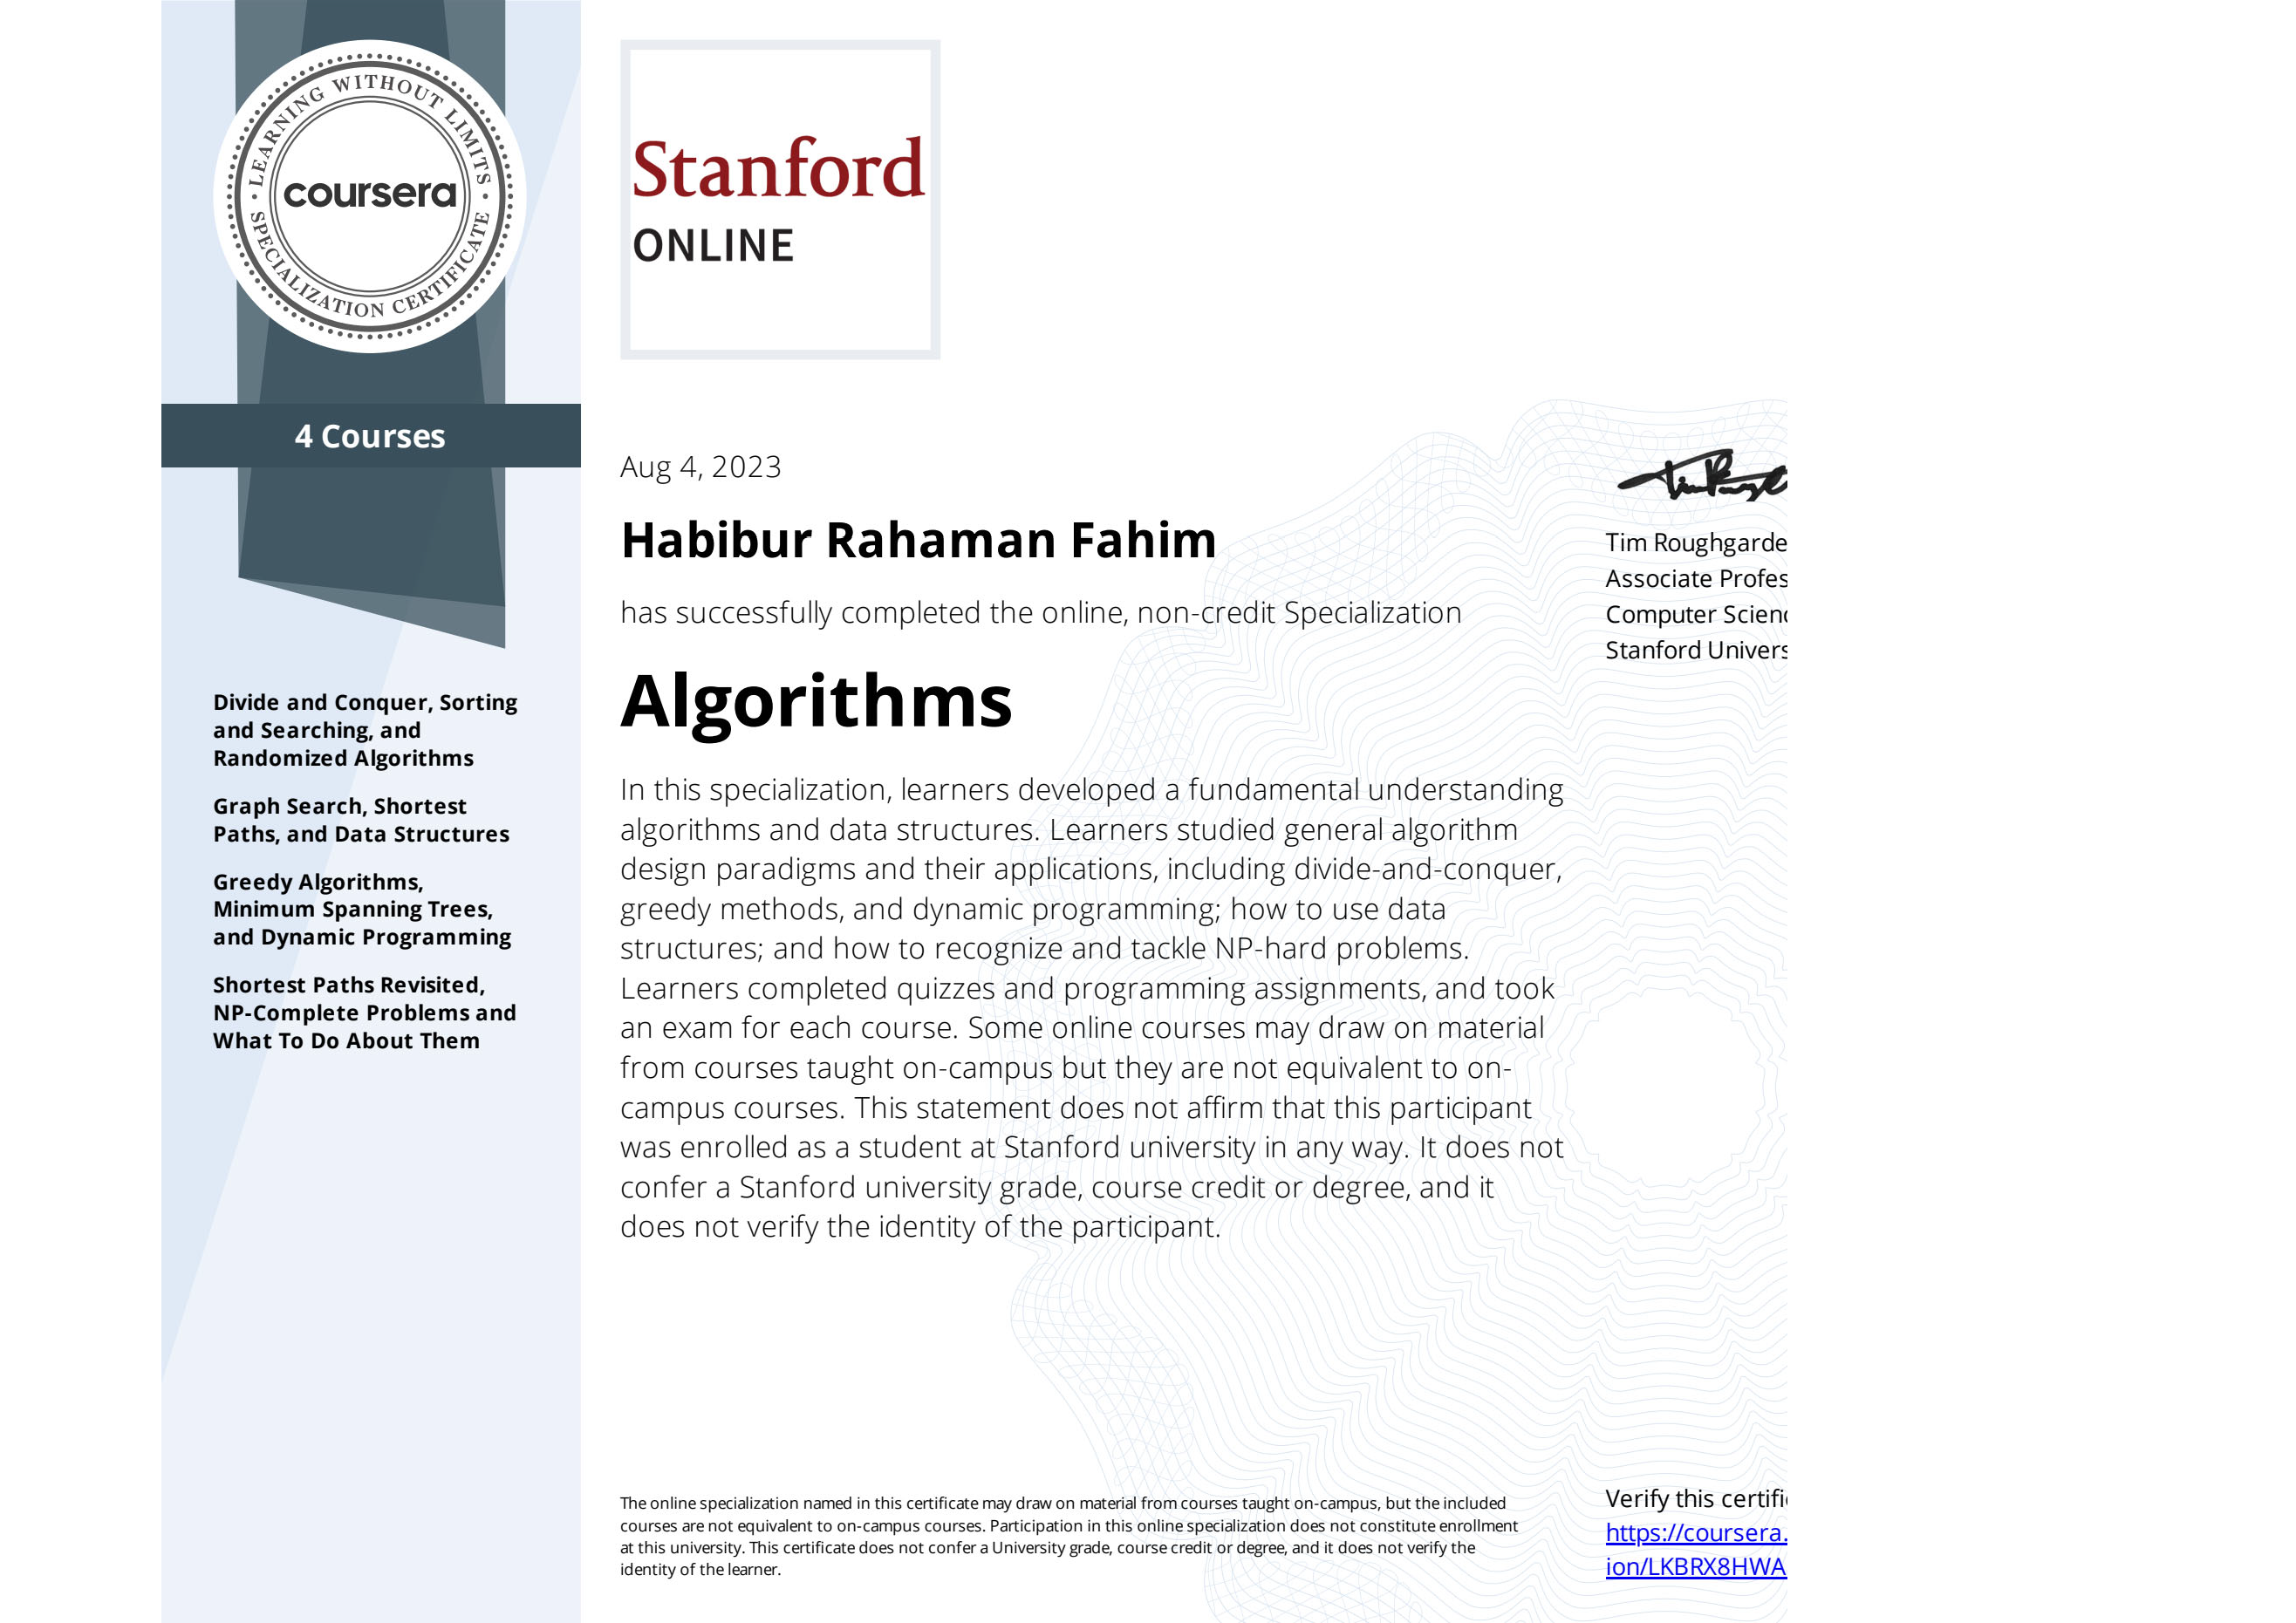 LEARNING WITHOUT LIMITS
coursera
SPECIALIZATION CERTIFICATE
4 Courses
Divide and Conquer, Sorting
and Searching, and
Randomized Algorithms
Graph Search, Shortest
Paths, and Data Structures
Greedy Algorithms,
Minimum Spanning Trees,
and Dynamic Programming
Shortest Paths Revisited,
NP-Complete Problems and
What To Do About Them
Stanford
ONLINE
Aug 4, 2023
Habibur Rahaman Fahim
has successfully completed the online, non-credit Specialization
Algorithms
In this specialization, learners developed a fundamental understanding
algorithms and data structures. Learners studied general algorithm
design paradigms and their applications, including divide-and-conquer,
greedy methods, and dynamic programming; how to use data
structures; and how to recognize and tackle NP-hard problems.
Learners completed quizzes and programming assignments, and took
an exam for each course. Some online courses may draw on material
from courses taught on-campus but they are not equivalent to on-
campus courses. This statement does not affirm that this participant
was enrolled as a student at Stanford university in any way. It does not
confer a Stanford university grade, course credit or degree, and it
does not verify the identity of the participant.
The online specialization named in this certificate may draw on material from courses taught on-campus, but the included
courses are not equivalent to on-campus courses. Participation in this online specialization does not constitute enrollment
at this university. This certificate does not confer a University grade, course credit or degree, and it does not verify the
identity of the learner.
Tim Roughgarde
Associate Profes
Computer Scienc
Stanford Univers
Verify this certifi
https://coursera.
ion/LKBRX8HWA